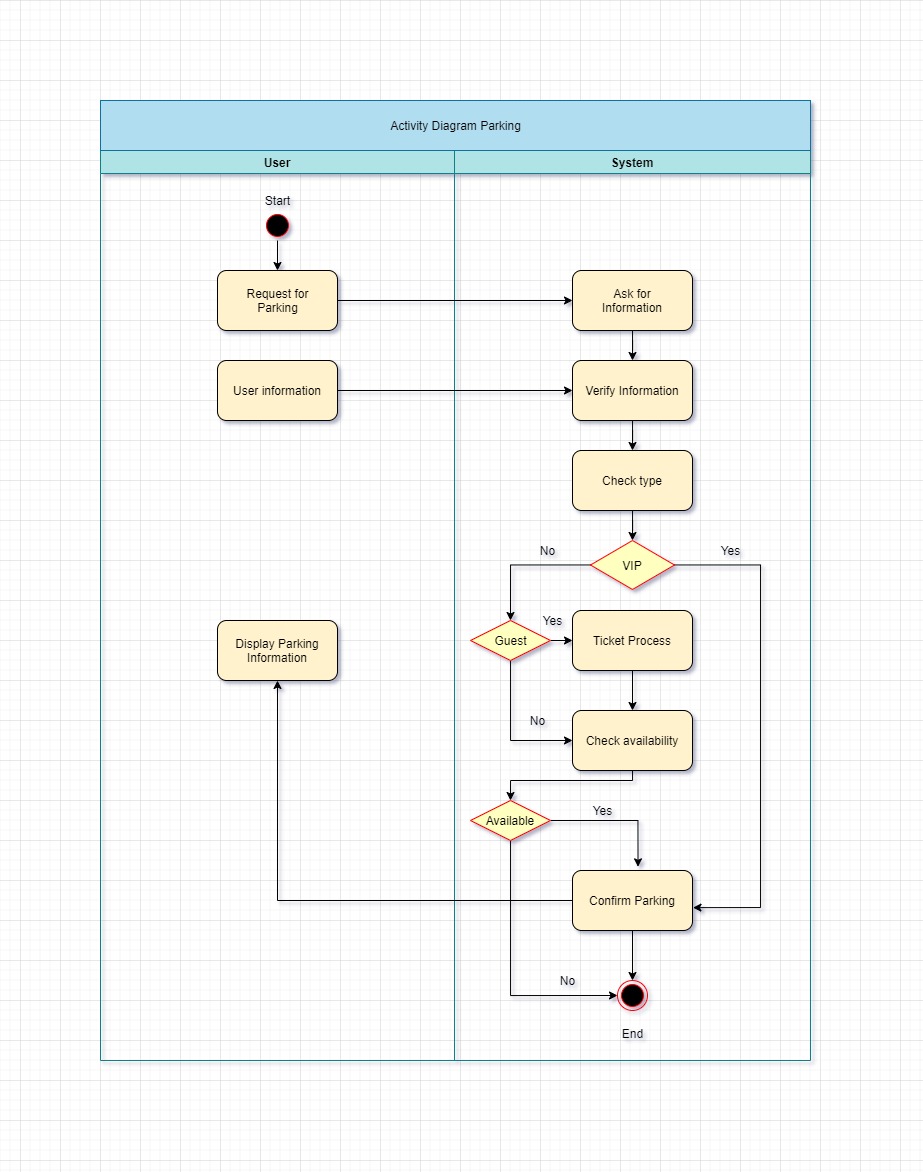 Activity Diagram Parking
User
System
Start
Request for
Parking
Ask for
Information
User information
Verify Information
Check type
No
VIP
Yes
Guest
Yes
Ticket Process
Display Parking
Information
No
Check availability
Available
Yes
Confirm Parking
No
End